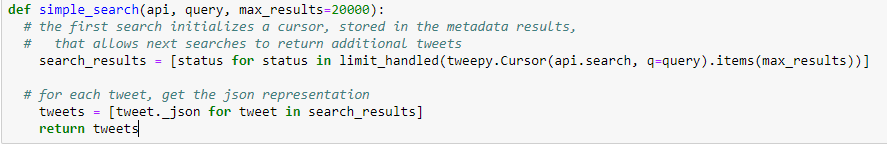 def simple_search(api, query, max_results=20000):
  # the first search initializes a cursor, stored in the metadata results,
  #   that allows next searches to return additional tweets
    search_results = [status for status in limit_handled(tweepy.Cursor(api.search, q=query).items(max_results))]

  # for each tweet, get the json representation
    tweets = [tweet._json for tweet in search_results]
    return tweets